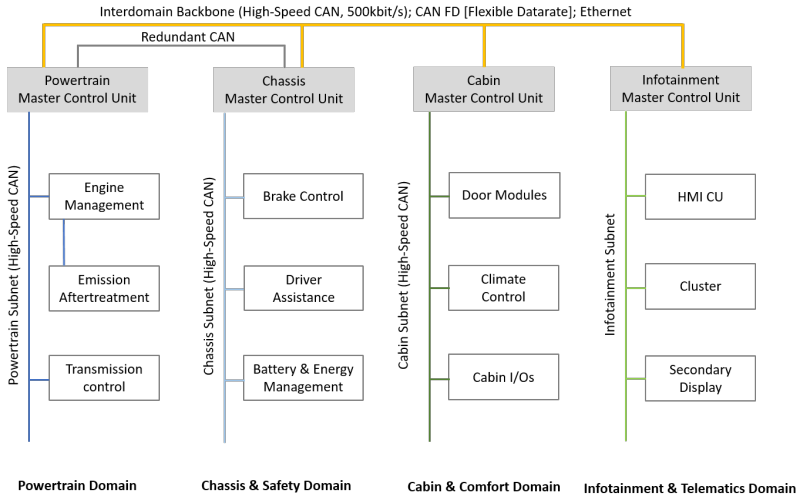 Interdomain Backbone (High-Speed CAN, 500kbit/s); CAN FD [Flexible Datarate]; Ethernet
Redundant CAN
Powertrain
Master Control Unit
Chassis
Master Control Unit
Cabin
Master Control Unit
Infotainment
Master Control Unit
Powertrain Subnet (High-Speed CAN)
Engine
Management
Emission
Aftertreatment
Transmission
control
Chassis Subnet (High-Speed CAN)
Brake Control
Driver
Assistance
Battery & Energy
Management
Cabin Subnet (High-Speed CAN)
Door Modules
Climate
Control
Cabin I/Os
Infotainment Subnet
HMI CU
Cluster
Secondary
Display
Powertrain Domain
Chassis & Safety Domain
Cabin & Comfort Domain
Infotainment & Telematics Domain